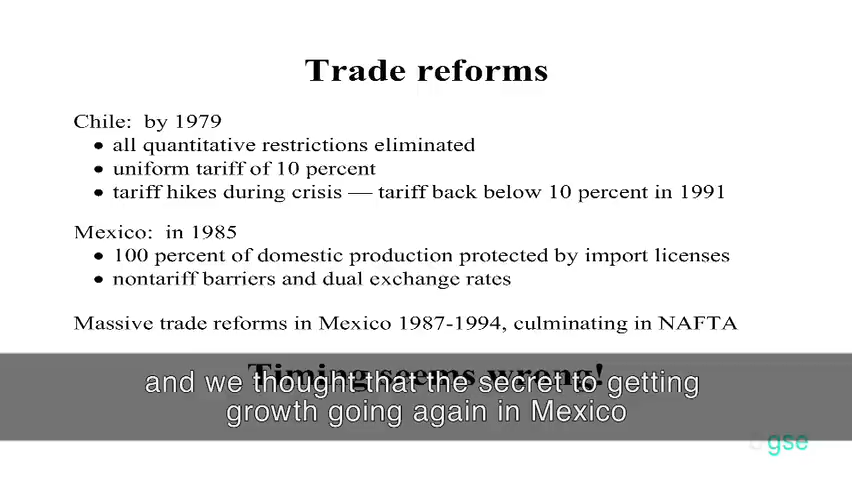 Trade reforms
Chile: by 1979
• all quantitative restrictions eliminated
• uniform tariff of 10 percent
• tariff hikes during crisis — tariff back below 10 percent in 1991
Mexico: in 1985
• 100 percent of domestic production protected by import licenses
• nontariff barriers and dual exchange rates
Massive trade reforms in Mexico 1987-1994, culminating in NAFTA
Timing seems wrong!
and we thought that the secret to getting
growth going again in Mexico
gse